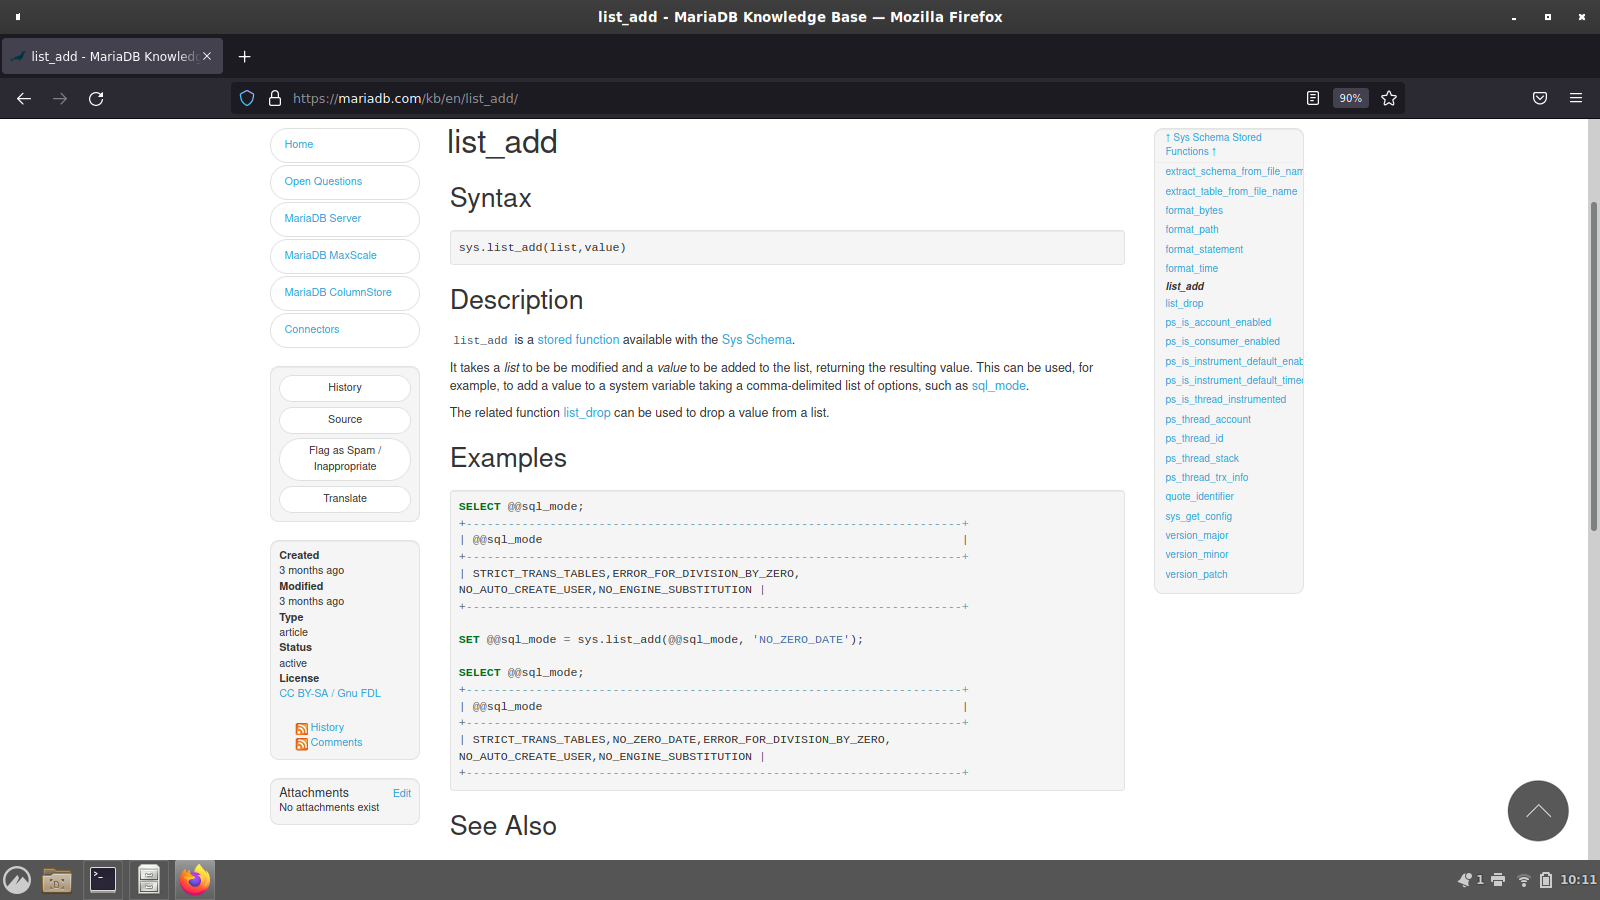 list_add - MariaDB Knowledge Base — Mozilla Firefox
list_add - MariaDB Knowled
https://mariadb.com/kb/en/list_add/
90%
Home
Open Questions
MariaDB Server
MariaDB MaxScale
MariaDB ColumnStore
Connectors
History
Source
Flag as Spam /
Inappropriate
Translate
Created
3 months ago
Modified
3 months ago
Type
article
Status
active
License
CC BY-SA / Gnu FDL
History
Comments
Attachments Edit
No attachments exist
list_add
Syntax
sys.list_add(list,value)
Description
list_add is a stored function available with the Sys Schema.
It takes a list to be be modified and a value to be added to the list, returning the resulting value. This can be used, for
example, to add a value to a system variable taking a comma-delimited list of options, such as sql_mode.
The related function list_drop can be used to drop a value from a list.
Examples
SELECT @@sql_mode;
+-----------------------------------------------------------------------+
| @@sql_mode |
+-----------------------------------------------------------------------+
| STRICT_TRANS_TABLES,ERROR_FOR_DIVISION_BY_ZERO,
NO_AUTO_CREATE_USER,NO_ENGINE_SUBSTITUTION |
+-----------------------------------------------------------------------+
SET @@sql_mode = sys.list_add(@@sql_mode, 'NO_ZERO_DATE');
SELECT @@sql_mode;
+-----------------------------------------------------------------------+
| @@sql_mode |
+-----------------------------------------------------------------------+
| STRICT_TRANS_TABLES,NO_ZERO_DATE,ERROR_FOR_DIVISION_BY_ZERO,
NO_AUTO_CREATE_USER,NO_ENGINE_SUBSTITUTION |
+-----------------------------------------------------------------------+
See Also
↑ Sys Schema Stored
Functions ↑
extract_schema_from_file_nam
extract_table_from_file_name
format_bytes
format_path
format_statement
format_time
list_add
list_drop
ps_is_account_enabled
ps_is_consumer_enabled
ps_is_instrument_default_enab
ps_is_instrument_default_timed
ps_is_thread_instrumented
ps_thread_account
ps_thread_id
ps_thread_stack
ps_thread_trx_info
quote_identifier
sys_get_config
version_major
version_minor
version_patch
1
10:11